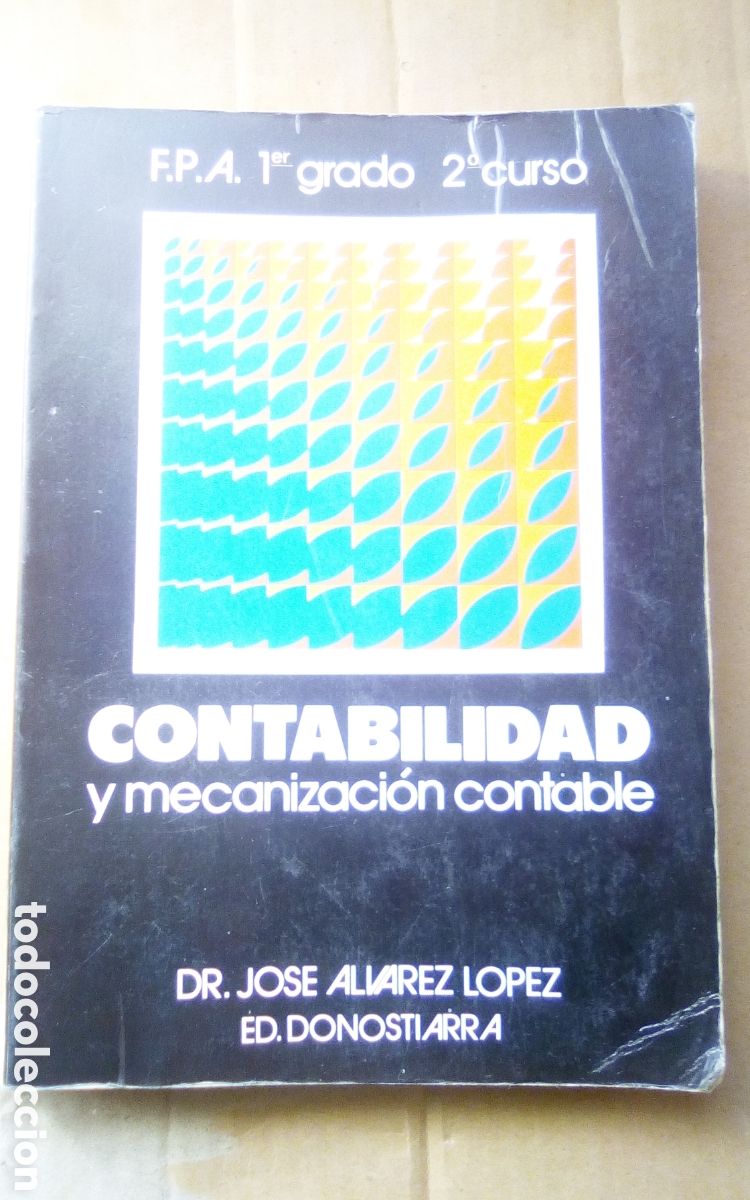 F.P.A. 1er grado 2º curso
CONTABILIDAD
y mecanización contable
DR. JOSE ALVAREZ LOPEZ
ED. DONOSTIARRA
todocoleccion